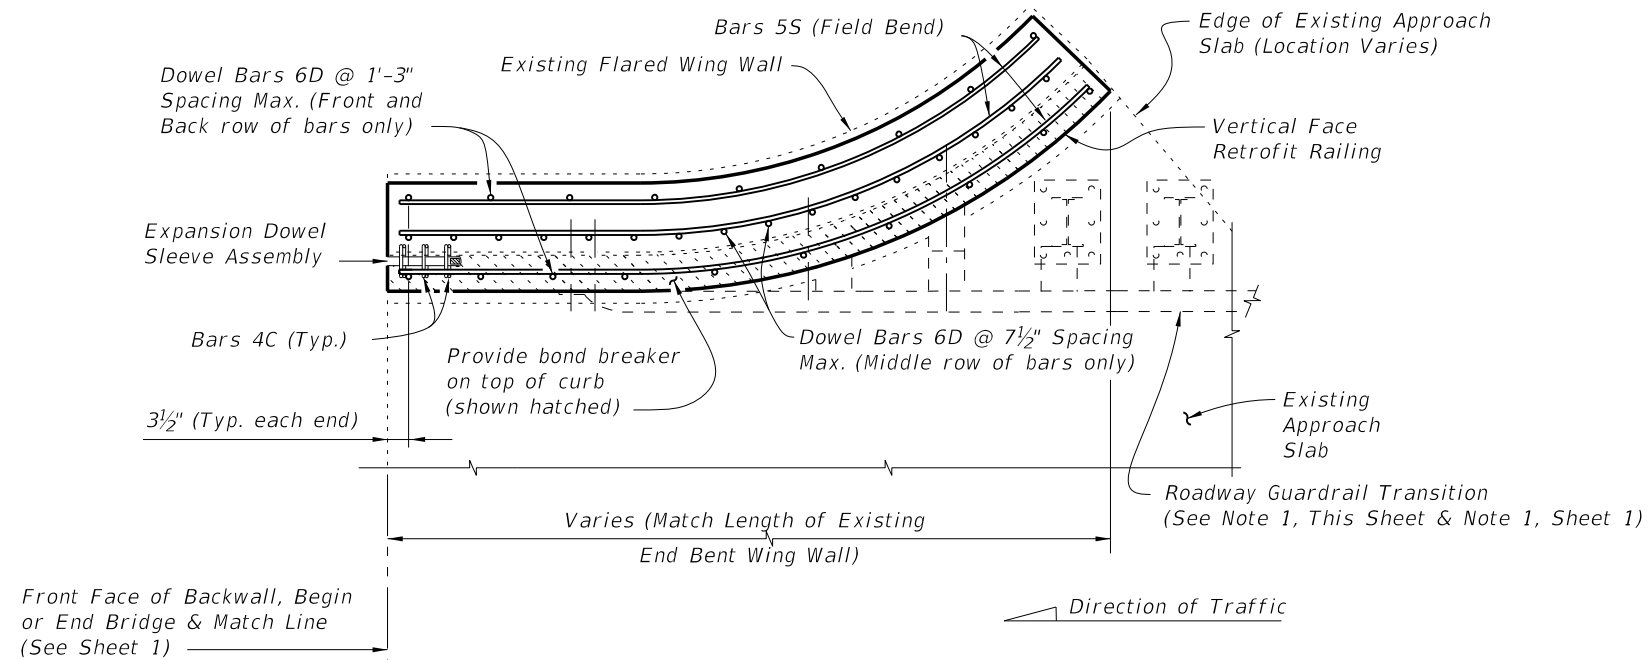 Bars 5S (Field Bend)
Edge of Existing Approach
Slab (Location Varies)
Existing Flared Wing Wall
Dowel Bars 6D @ 1'-3"
Spacing Max. (Front and
Back row of bars only)
Vertical Face
Retrofit Railing
Expansion Dowel
Sleeve Assembly
Bars 4C (Typ.)
Provide bond breaker
on top of curb
(shown hatched)
Dowel Bars 6D @ 7½" Spacing
Max. (Middle row of bars only)
3½" (Typ. each end)
Existing
Approach
Slab
Roadway Guardrail Transition
(See Note 1, This Sheet & Note 1, Sheet 1)
Varies (Match Length of Existing
End Bent Wing Wall)
Front Face of Backwall, Begin
or End Bridge & Match Line
(See Sheet 1)
Direction of Traffic